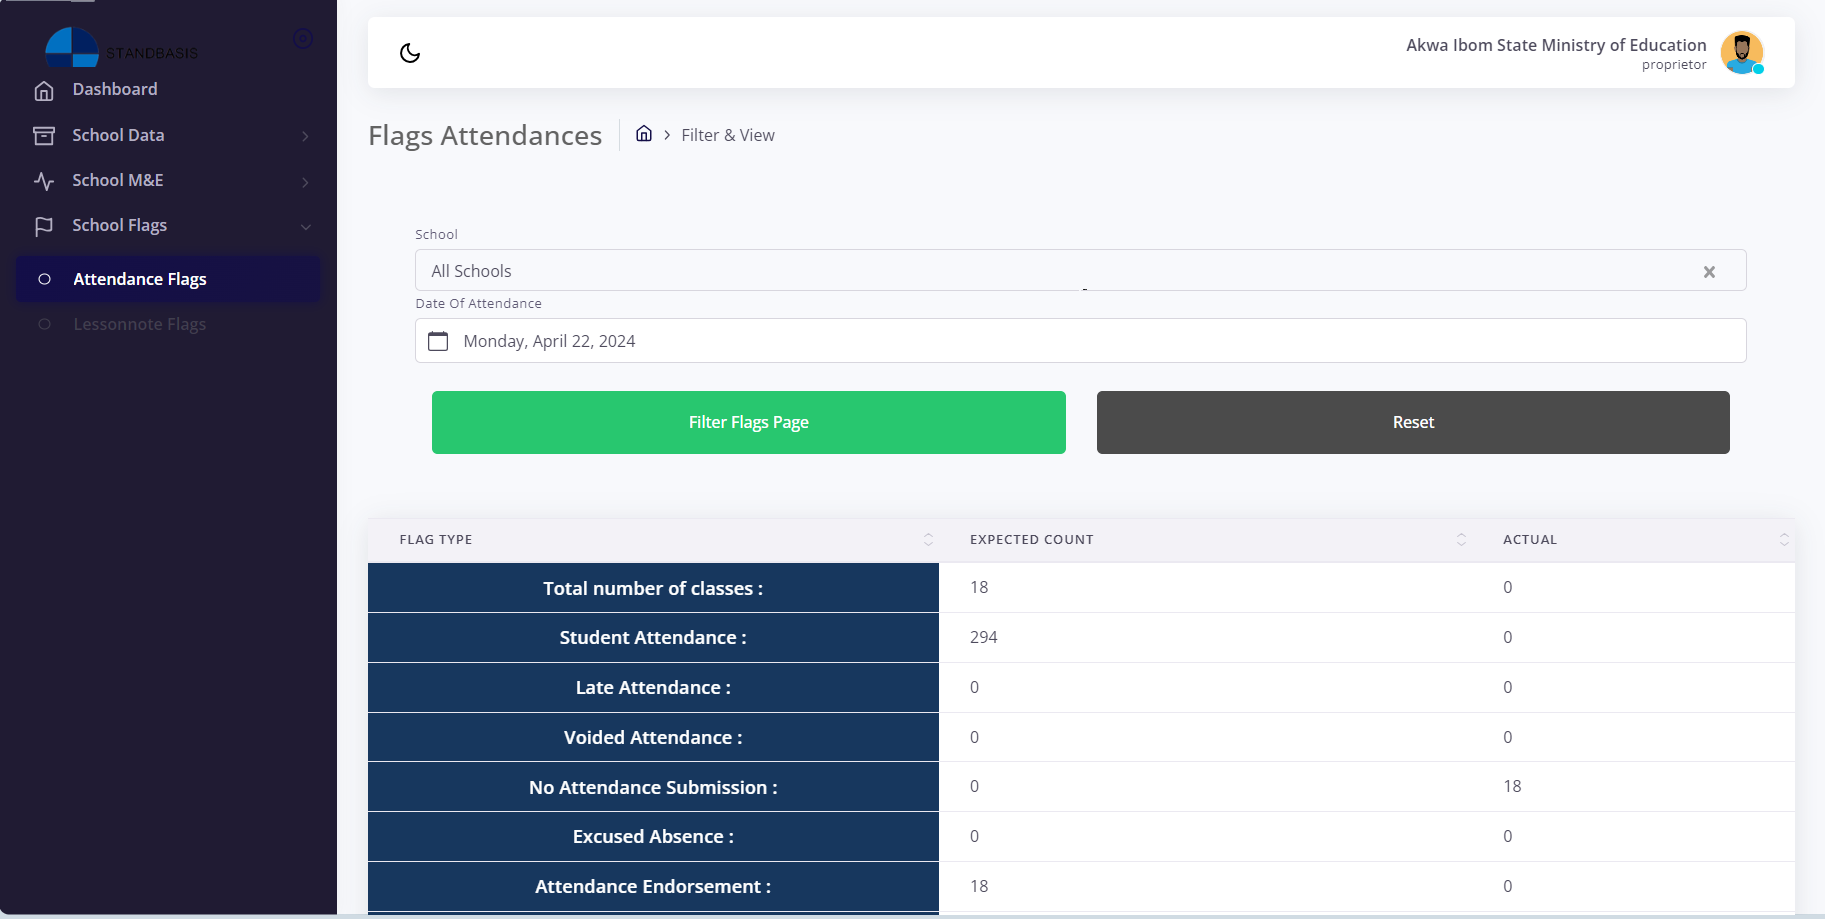 STANDBASIS
Dashboard
School Data
School M&E
School Flags
Attendance Flags
Lessonnote Flags
Akwa Ibom State Ministry of Education
proprietor
Flags Attendances
Filter & View
School
All Schools
Date Of Attendance
Monday, April 22, 2024
Filter Flags Page
Reset
FLAG TYPE EXPECTED COUNT ACTUAL
Total number of classes : 18 0
Student Attendance : 294 0
Late Attendance : 0 0
Voided Attendance : 0 0
No Attendance Submission : 0 18
Excused Absence : 0 0
Attendance Endorsement : 18 0